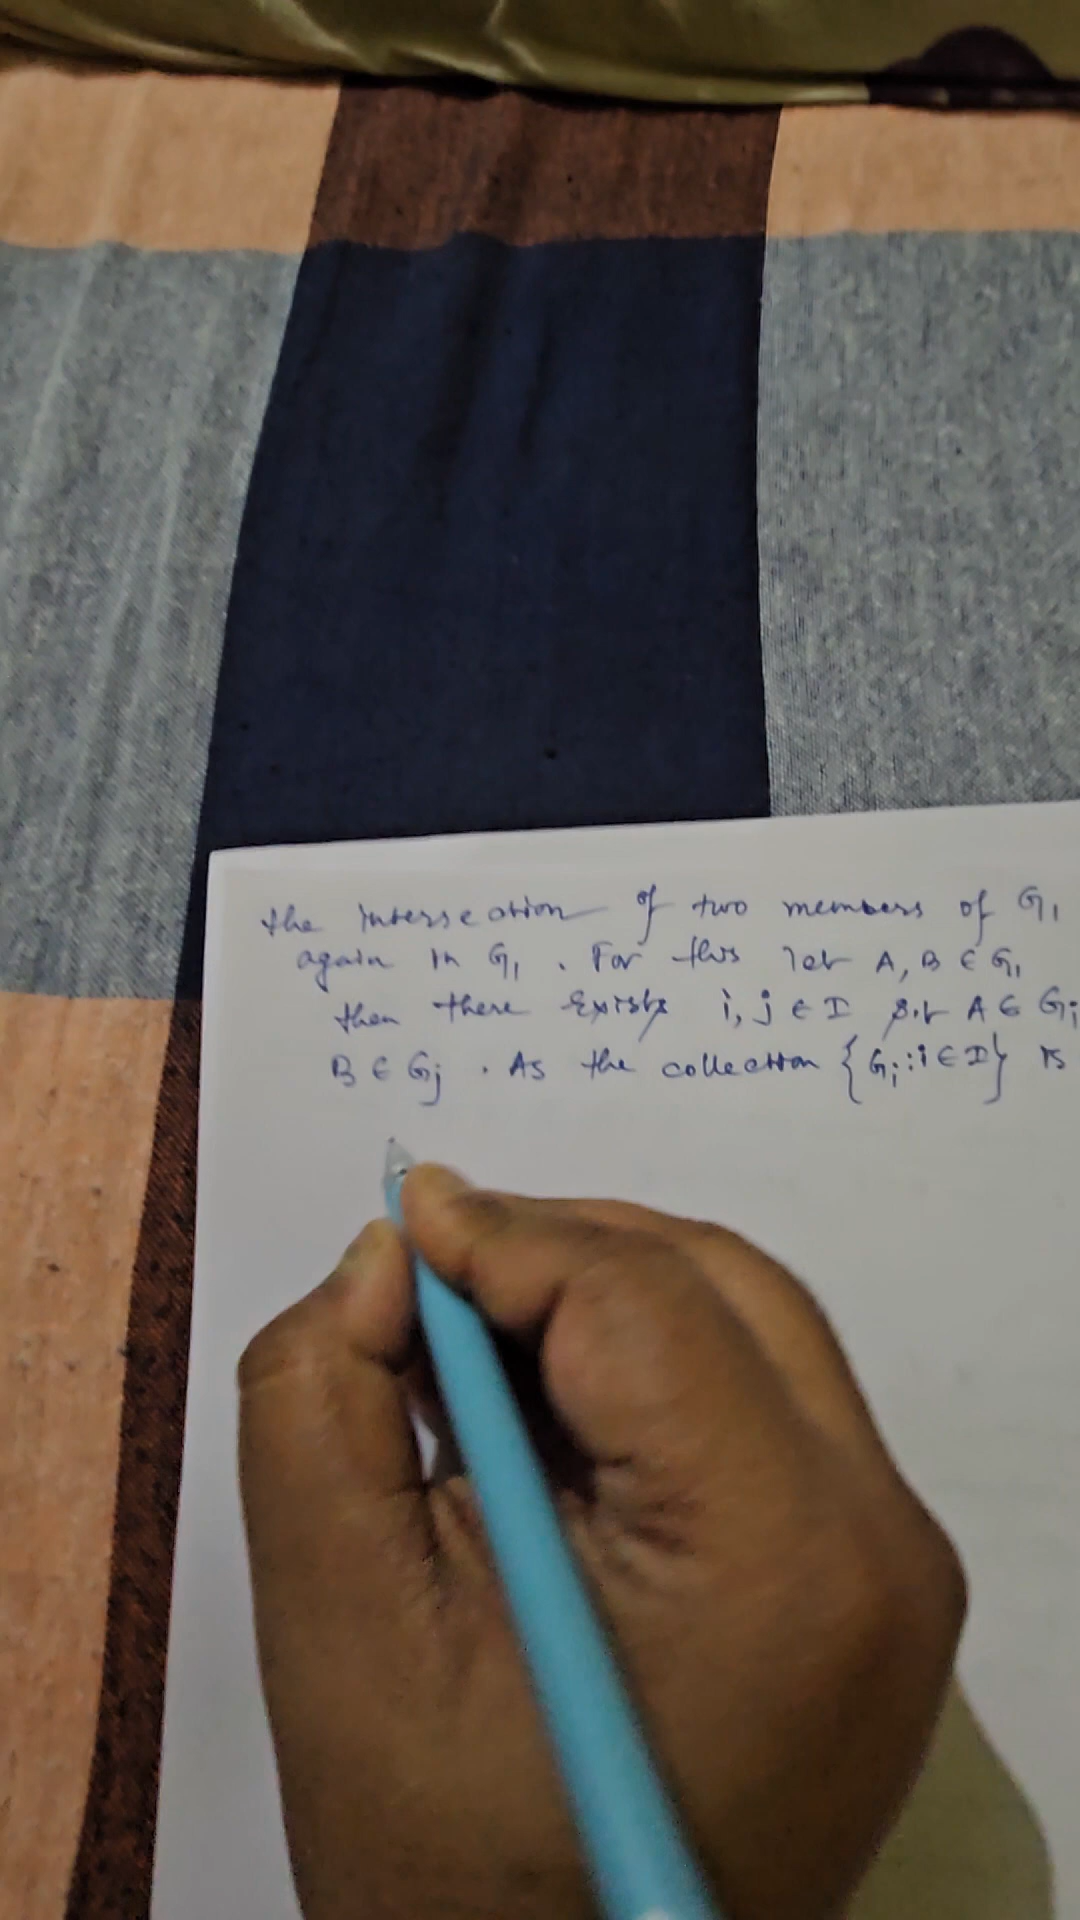 the intersection of two members of G1
again in G1. For this let A, B ∈ G1
then there exists i, j ∈ I s.t A ∈ Gi
B ∈ Gj. As the collection {Gi : i ∈ I} is